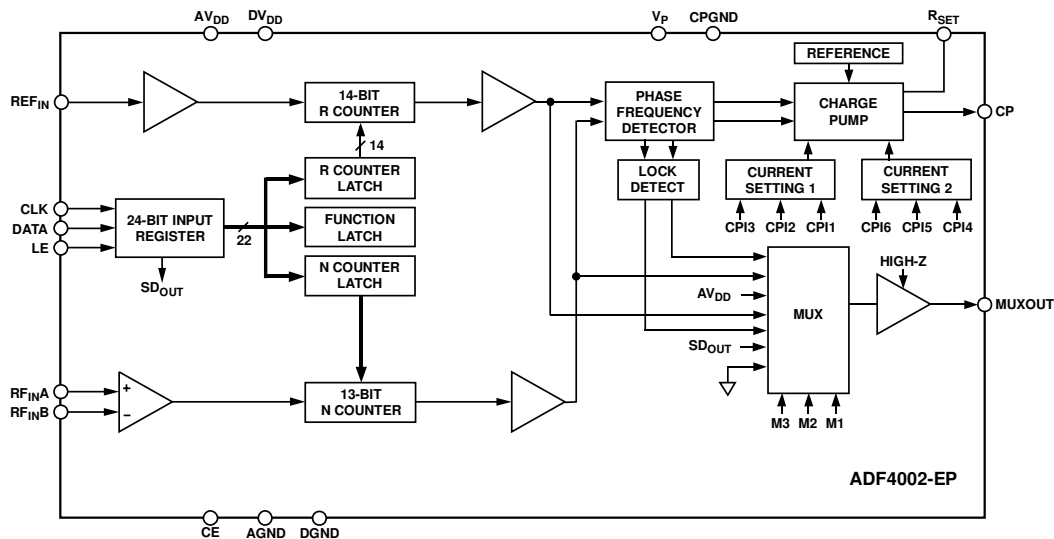 AVDD DVDD VP CPGND RSET
REFIN
14-BIT
R COUNTER
14
R COUNTER
LATCH
FUNCTION
LATCH
N COUNTER
LATCH
CLK
DATA
LE
24-BIT INPUT
REGISTER
22
SDOUT
RFINA
RFINB
+
−
13-BIT
N COUNTER
PHASE
FREQUENCY
DETECTOR
LOCK
DETECT
REFERENCE
CHARGE
PUMP
CP
CURRENT
SETTING 1
CURRENT
SETTING 2
CPI3 CPI2 CPI1
CPI6 CPI5 CPI4
HIGH-Z
AVDD
MUX
MUXOUT
SDOUT
M3 M2 M1
ADF4002-EP
CE AGND DGND